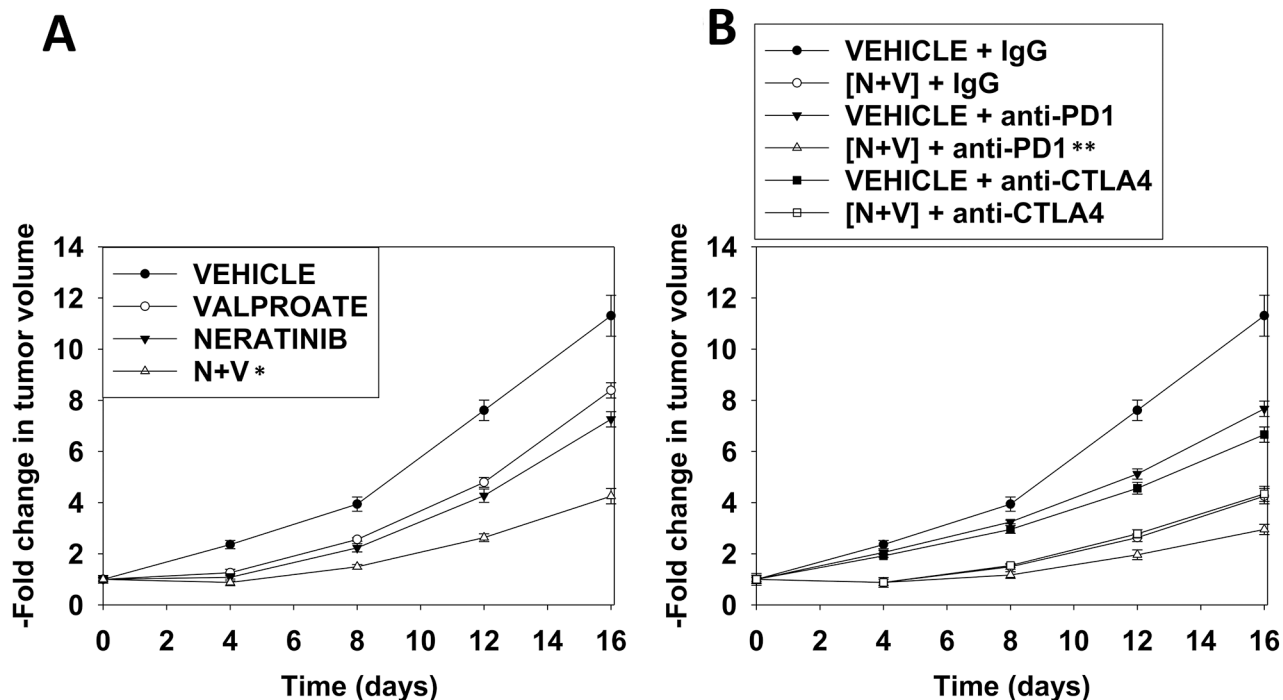 A
VEHICLE
VALPROATE
NERATINIB
N+V *
-Fold change in tumor volume
14
12
10
8
6
4
2
0
0 2 4 6 8 10 12 14 16
Time (days)
B
VEHICLE + IgG
[N+V] + IgG
VEHICLE + anti-PD1
[N+V] + anti-PD1 **
VEHICLE + anti-CTLA4
[N+V] + anti-CTLA4
-Fold change in tumor volume
14
12
10
8
6
4
2
0
0 2 4 6 8 10 12 14 16
Time (days)